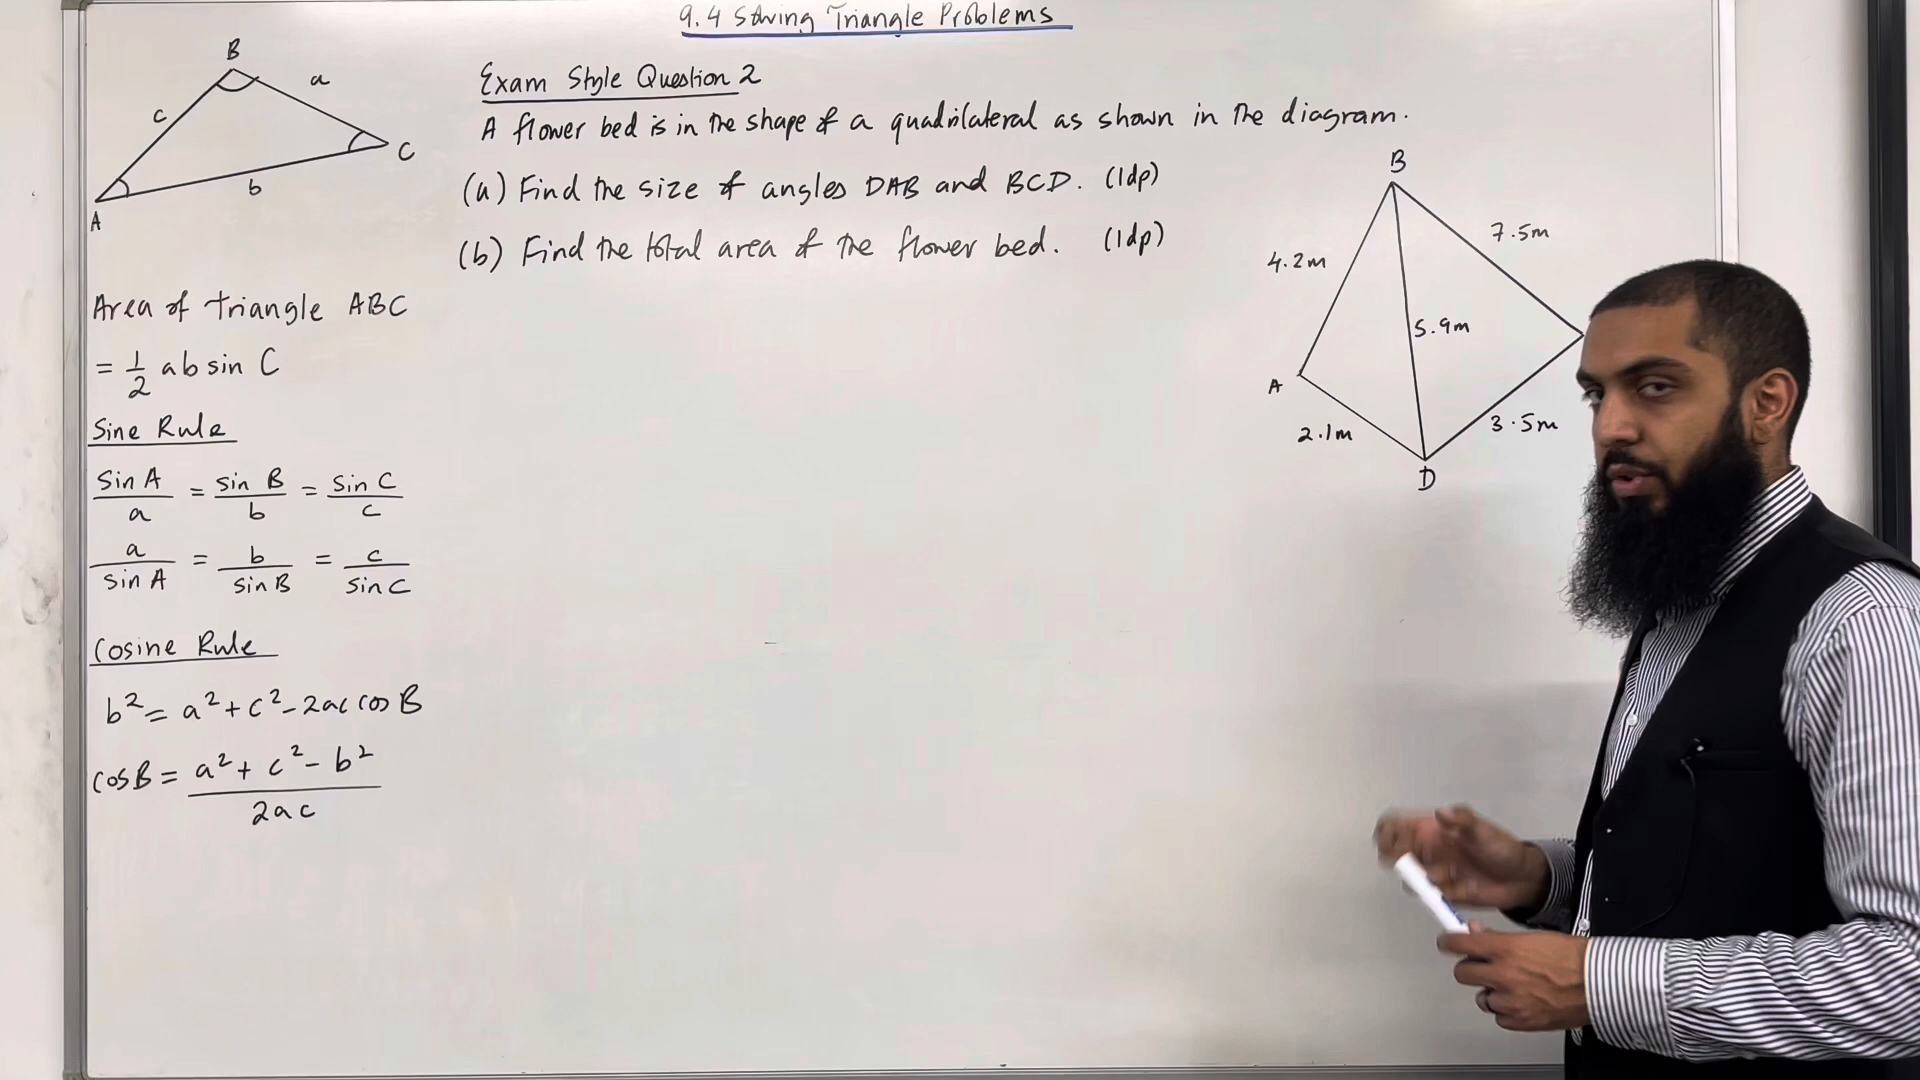 9.4 Solving Triangle Problems
B
a
c
C
b
A
Exam Style Question 2
A flower bed is in the shape of a quadrilateral as shown in the diagram.
(a) Find the size of angles DAB and BCD. (1dp)
(b) Find the total area of the flower bed. (1dp)
B
7.5m
4.2m
5.9m
A
2.1m
3.5m
D
Area of triangle ABC
= 1/2 ab sin C
Sine Rule
sin A/a = sin B/b = sin C/c
a/sin A = b/sin B = c/sin C
Cosine Rule
b² = a² + c² - 2ac cos B
cos B = (a² + c² - b²)/2ac